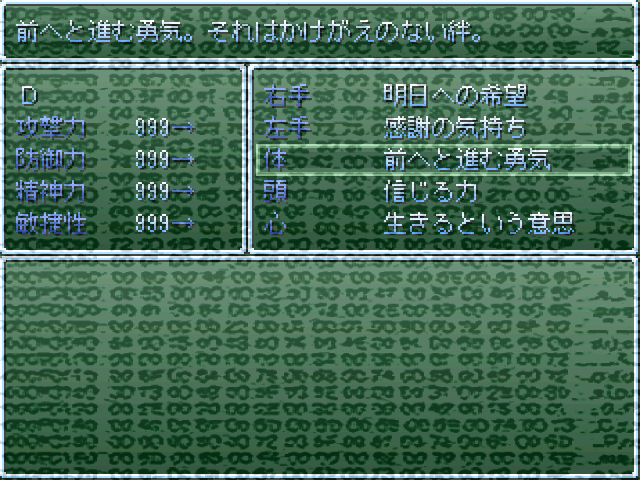 前へと進む勇気。それはかけがえのない絆。
D
攻撃力 999→
防御力 999→
精神力 999→
敏捷性 999→
右手 明日への希望
左手 感謝の気持ち
体 前へと進む勇気
頭 信じる力
心 生きるという意思